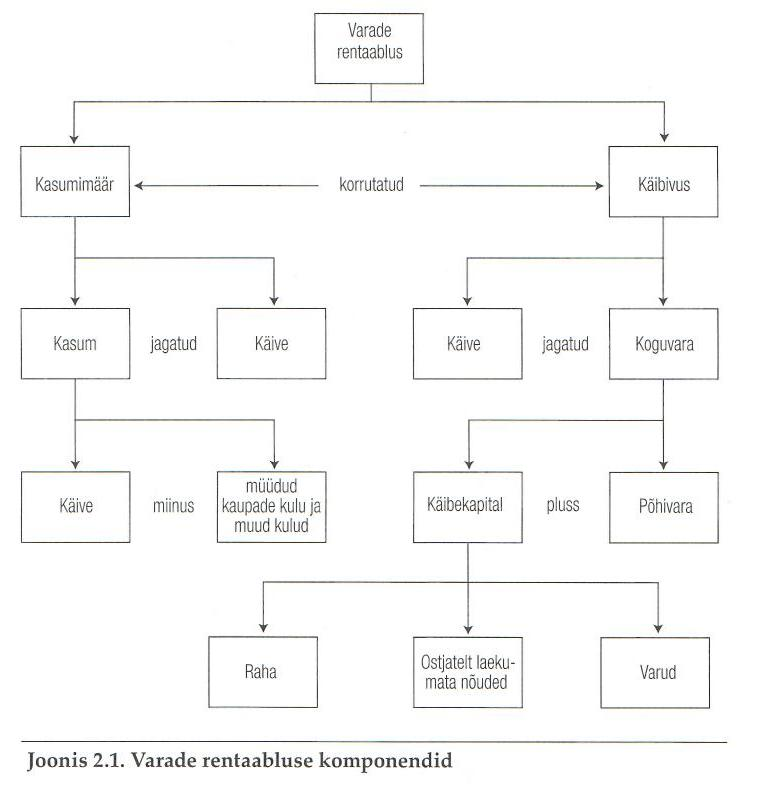 Varade
rentaablus
Kasumimäär
korrutatud
Käibivus
Kasum
jagatud
Käive
Käive
jagatud
Koguvara
Käive
miinus
müüdud
kaupade kulu ja
muud kulud
Käibekapital
pluss
Põhivara
Raha
Ostjatelt laeku-
mata nõuded
Varud
Joonis 2.1. Varade rentaabluse komponendid